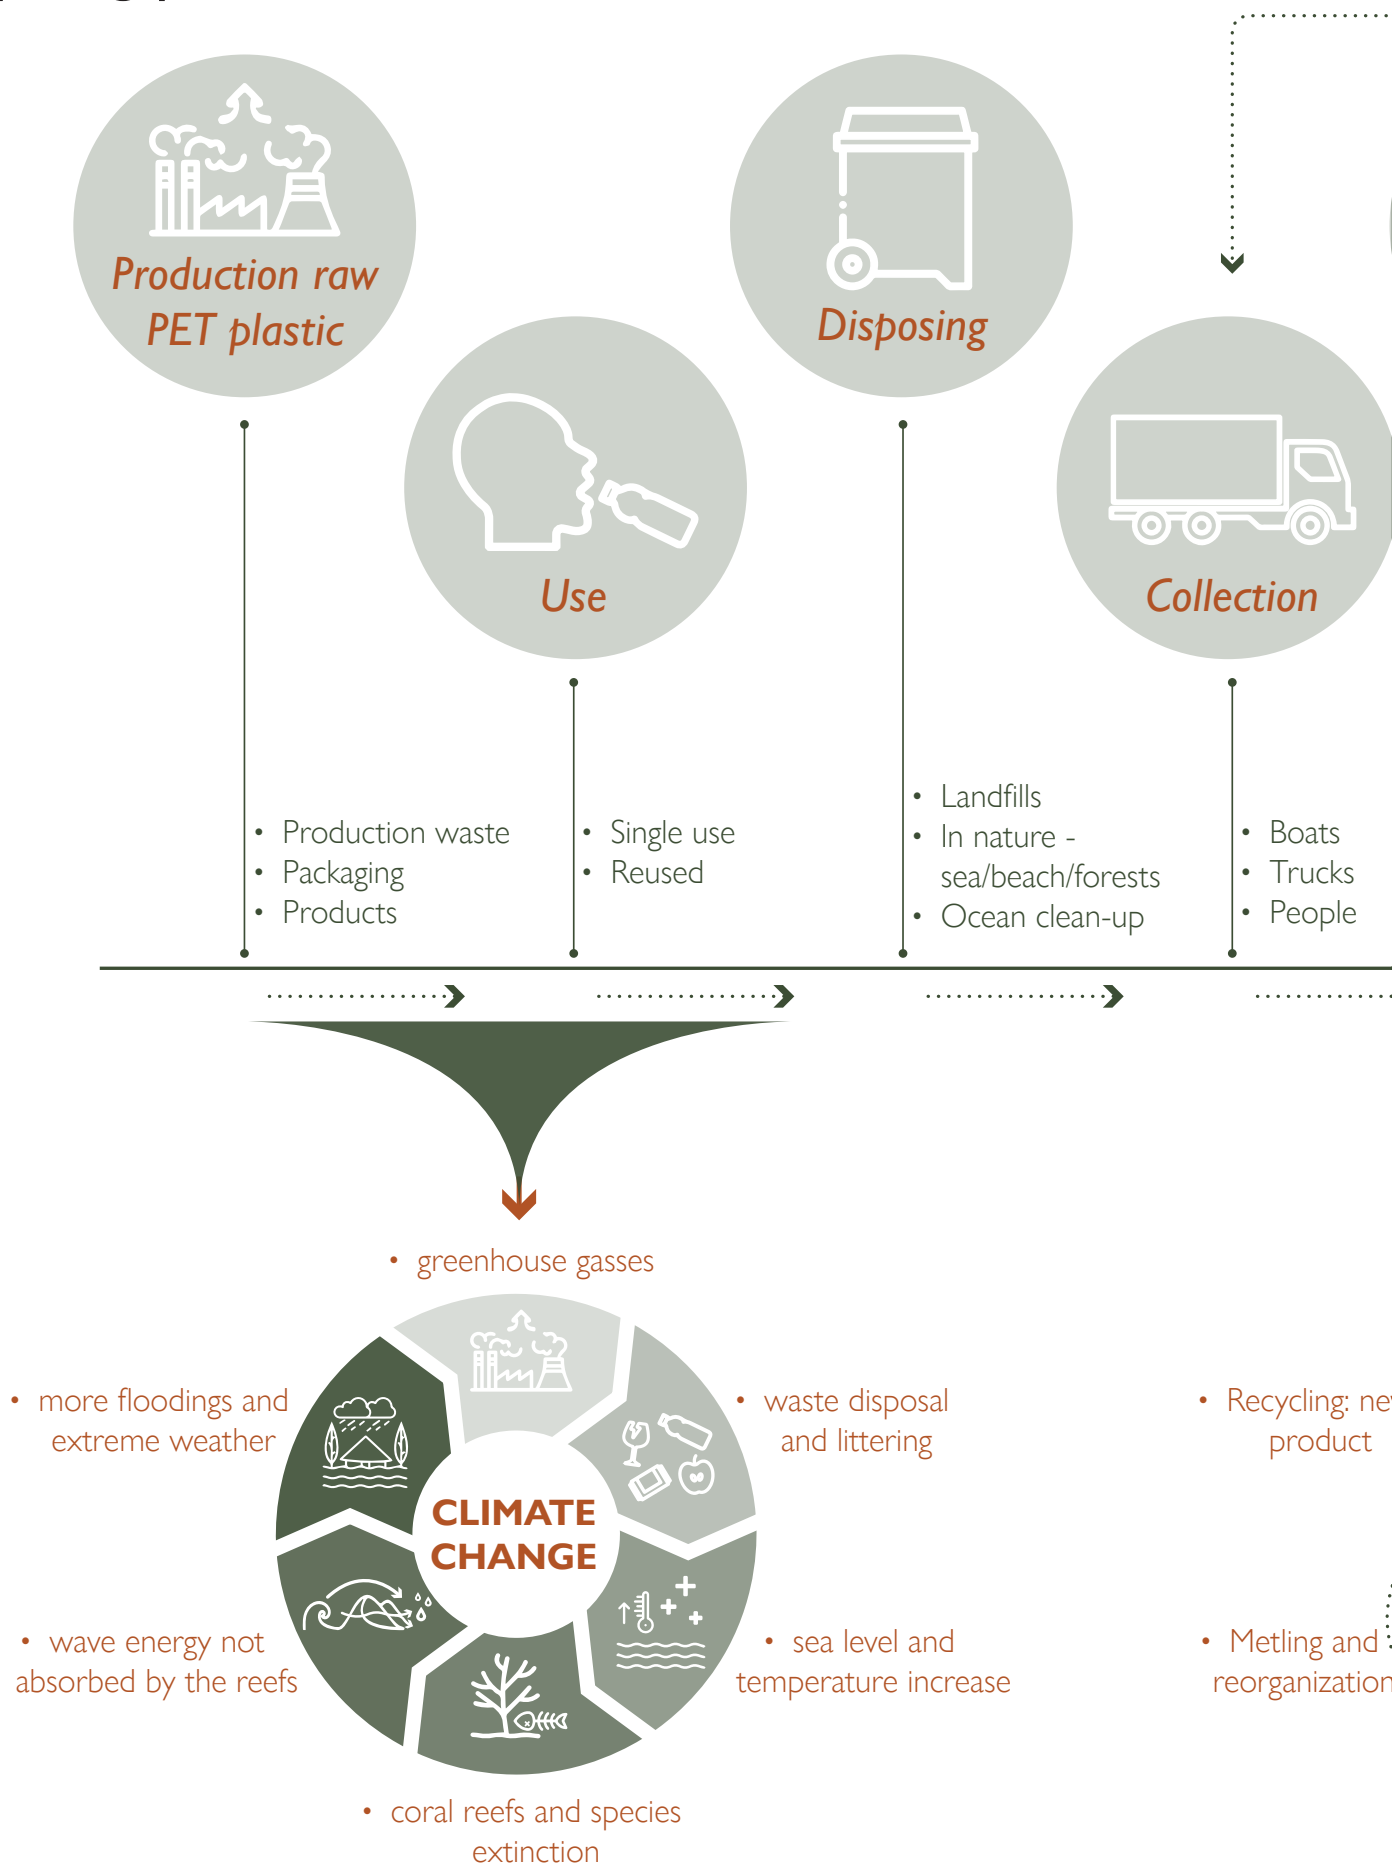 Production raw
PET plastic
Use
Disposing
Collection
• Production waste
• Packaging
• Products
• Single use
• Reused
• Landfills
• In nature -
sea/beach/forests
• Ocean clean-up
• Boats
• Trucks
• People
• greenhouse gasses
• more floodings and
extreme weather
• waste disposal
and littering
CLIMATE
CHANGE
• wave energy not
absorbed by the reefs
• sea level and
temperature increase
• coral reefs and species
extinction
• Recycling:
product
• Metling and
reorganization